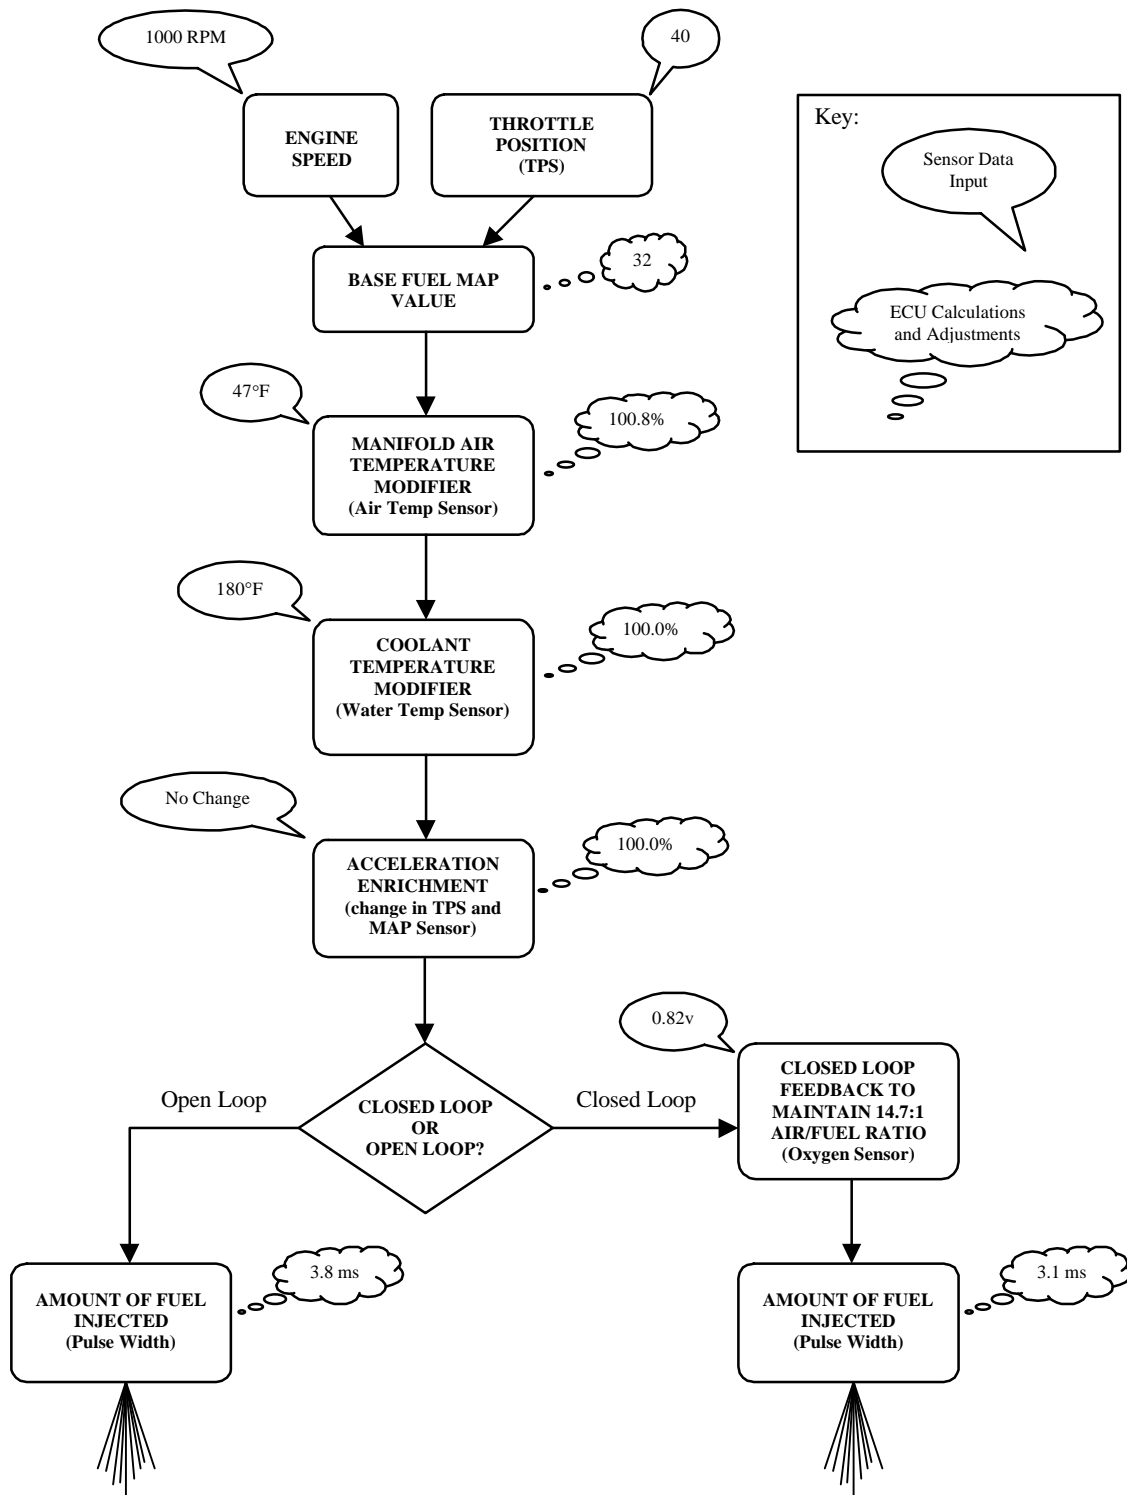 1000 RPM
40
ENGINE
SPEED
THROTTLE
POSITION
(TPS)
Key:
Sensor Data
Input
ECU Calculations
and Adjustments
BASE FUEL MAP
VALUE
32
47°F
100.8%
MANIFOLD AIR
TEMPERATURE
MODIFIER
(Air Temp Sensor)
180°F
100.0%
COOLANT
TEMPERATURE
MODIFIER
(Water Temp Sensor)
No Change
100.0%
ACCELERATION
ENRICHMENT
(change in TPS and
MAP Sensor)
0.82v
Open Loop
CLOSED LOOP
OR
OPEN LOOP?
Closed Loop
CLOSED LOOP
FEEDBACK TO
MAINTAIN 14.7:1
AIR/FUEL RATIO
(Oxygen Sensor)
AMOUNT OF FUEL
INJECTED
(Pulse Width)
3.8 ms
AMOUNT OF FUEL
INJECTED
(Pulse Width)
3.1 ms